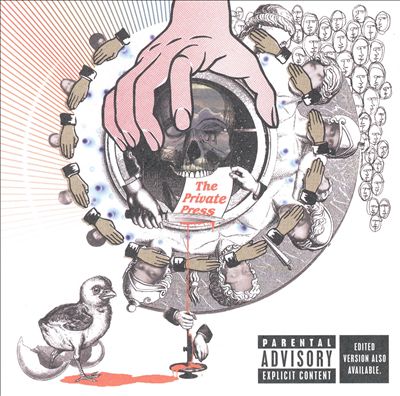 The
Private
Press
PARENTAL
ADVISORY
EXPLICIT CONTENT
EDITED
VERSION ALSO
AVAILABLE.